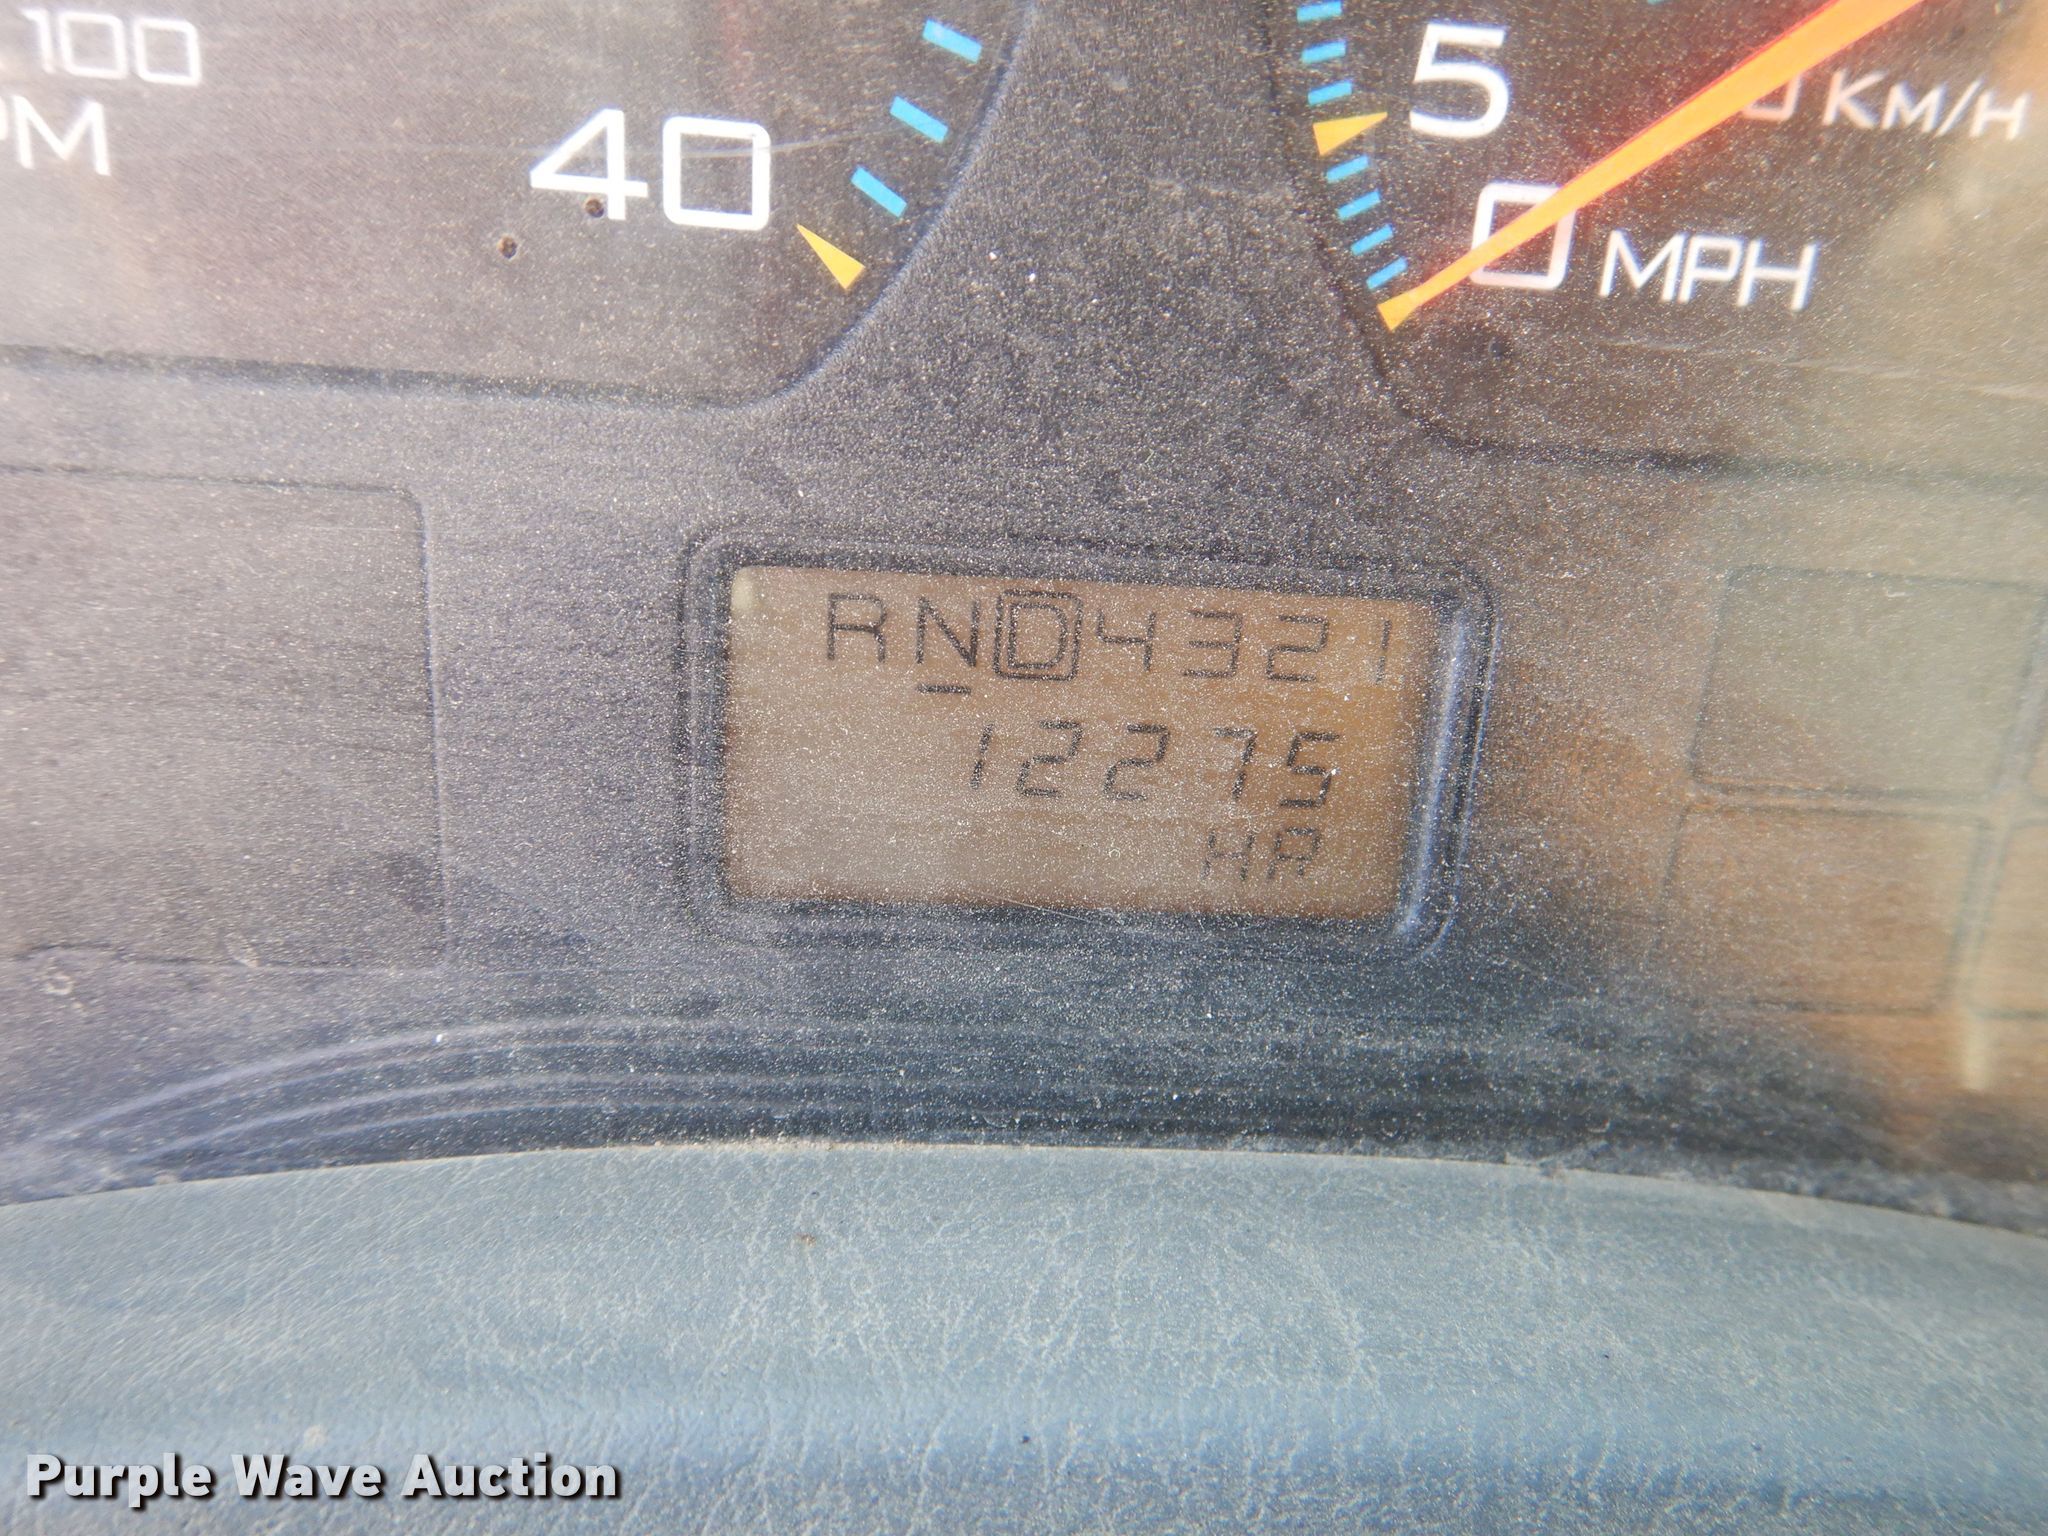 100
PM
40
5
KM/H
0 MPH
RND4321
12275
HR
Purple Wave Auction